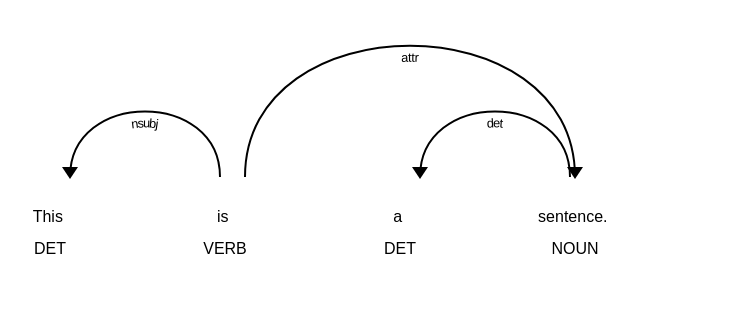 attr
nsubj det
This is a sentence.
DET VERB DET NOUN